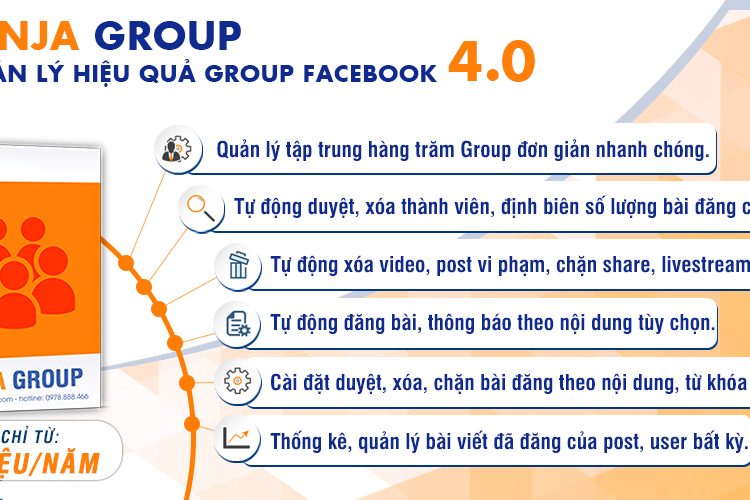 NJA GROUP
ẢN LÝ HIỆU QUẢ GROUP FACEBOOK 4.0
Quản lý tập trung hàng trăm Group đơn giản nhanh chóng.
Tự động duyệt, xóa thành viên, định biên số lượng bài đăng c
Tự động xóa video, post vi phạm, chặn share, livestream
Tự động đăng bài, thông báo theo nội dung tùy chọn.
Cài đặt duyệt, xóa, chặn bài đăng theo nội dung, từ khóa
Thống kê, quản lý bài viết đã đăng của post, user bất kỳ.
A GROUP
com - hotline: 0978.888.466
CHỈ TỪ:
ỆU/NĂM